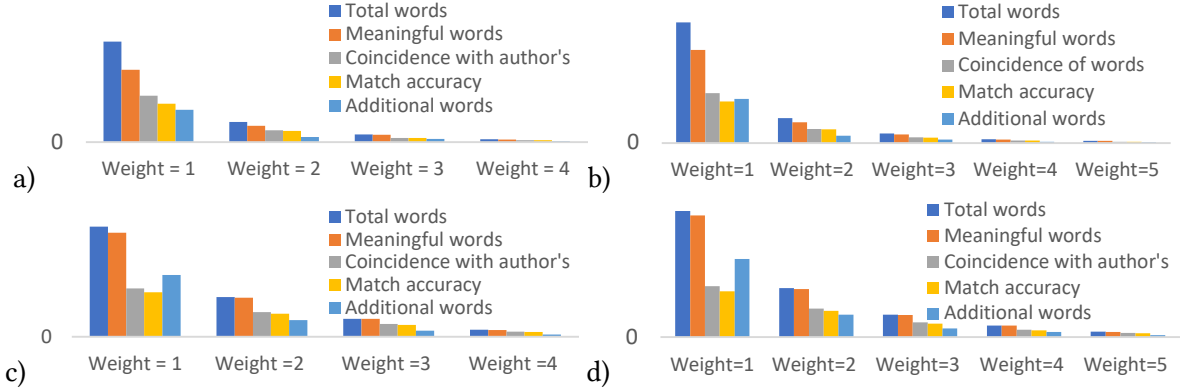 Total words
Meaningful words
Coincidence with author's
Match accuracy
Additional words
0
Weight = 1 Weight = 2 Weight = 3 Weight = 4
a)
Total words
Meaningful words
Coincidence of words
Match accuracy
Additional words
0
Weight=1 Weight=2 Weight=3 Weight=4 Weight=5
b)
Total words
Meaningful words
Coincidence with author's
Match accuracy
Additional words
0
Weight = 1 Weight =2 Weight =3 Weight =4
c)
Total words
Meaningful words
Coincidence with author's
Match accuracy
Additional words
0
Weight=1 Weight=2 Weight=3 Weight=4 Weight=5
d)